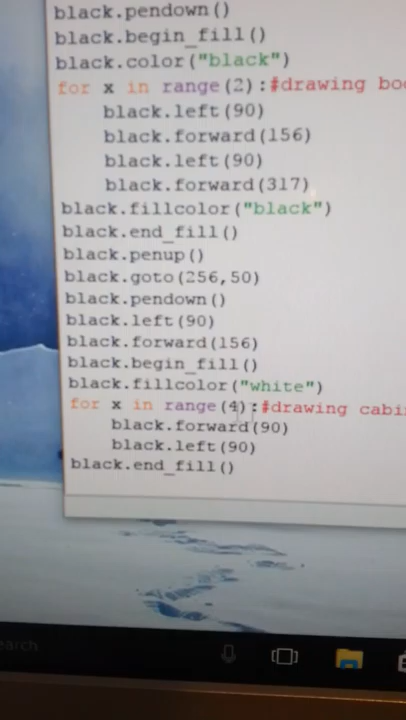 black.pendown()
black.begin_fill()
black.color("black")
for x in range(2):#drawing
black.left(90)
black.forward(156)
black.left(90)
black.forward(317)
black.fillcolor("black")
black.end_fill()
black.penup()
black.goto(256,50)
black.pendown()
black.left(90)
black.forward(156)
black.begin_fill()
black.fillcolor("white")
for x in range(4):#drawing
black.forward(90)
black.left(90)
black.end_fill()